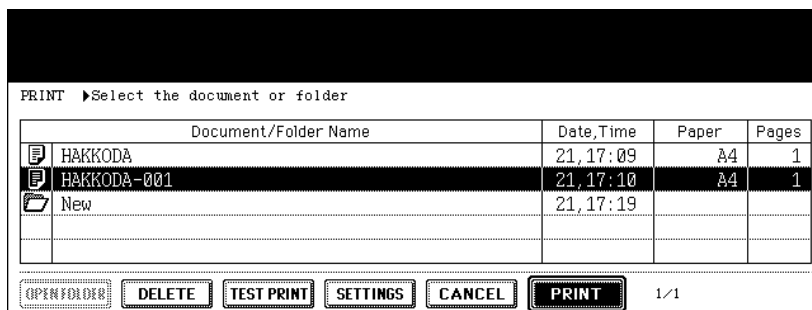 PRINT ▶Select the document or folder
Document/Folder Name Date,Time Paper Pages
HAKKODA 21,17:09 A4 1
HAKKODA-001 21,17:10 A4 1
New 21,17:19
OPEN FOLDER DELETE TEST PRINT SETTINGS CANCEL PRINT 1/1